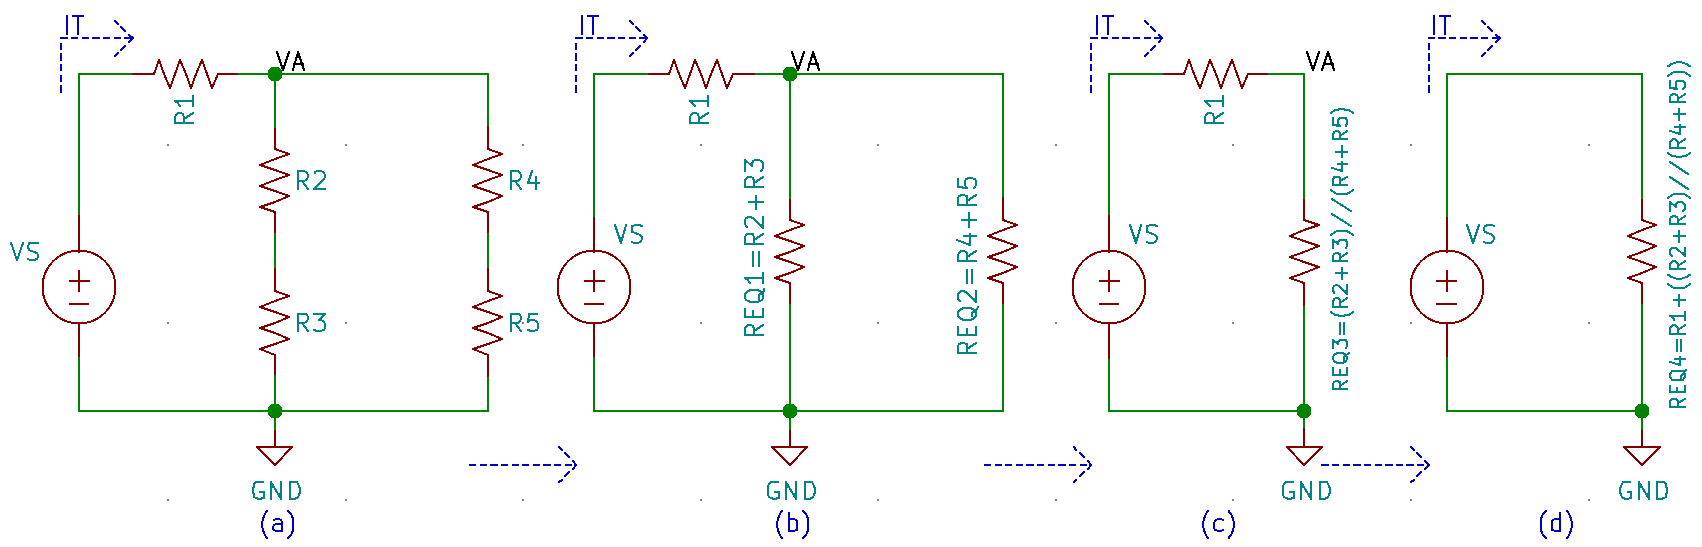 IT
VA
R1
R2
R4
VS
R3
R5
GND
(a)
IT
VA
R1
VS
REQ1=R2+R3
REQ2=R4+R5
GND
(b)
IT
VA
R1
VS
REQ3=(R2+R3)//(R4+R5)
GND
(c)
IT
VS
REQ4=R1+((R2+R3)//(R4+R5))
GND
(d)